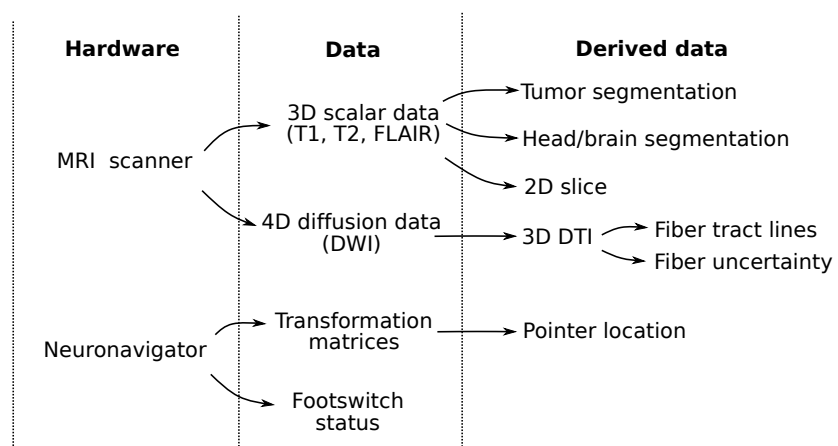 Hardware
Data
Derived data
MRI scanner
3D scalar data
(T1, T2, FLAIR)
Tumor segmentation
Head/brain segmentation
2D slice
4D diffusion data
(DWI)
3D DTI
Fiber tract lines
Fiber uncertainty
Neuronavigator
Transformation
matrices
Pointer location
Footswitch
status